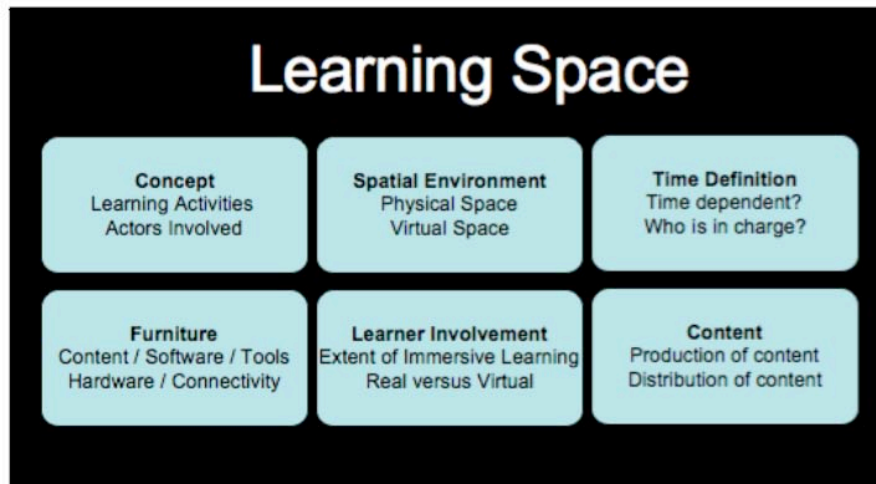 Learning Space
Concept
Learning Activities
Actors Involved
Spatial Environment
Physical Space
Virtual Space
Time Definition
Time dependent?
Who is in charge?
Furniture
Content / Software / Tools
Hardware / Connectivity
Learner Involvement
Extent of Immersive Learning
Real versus Virtual
Content
Production of content
Distribution of content